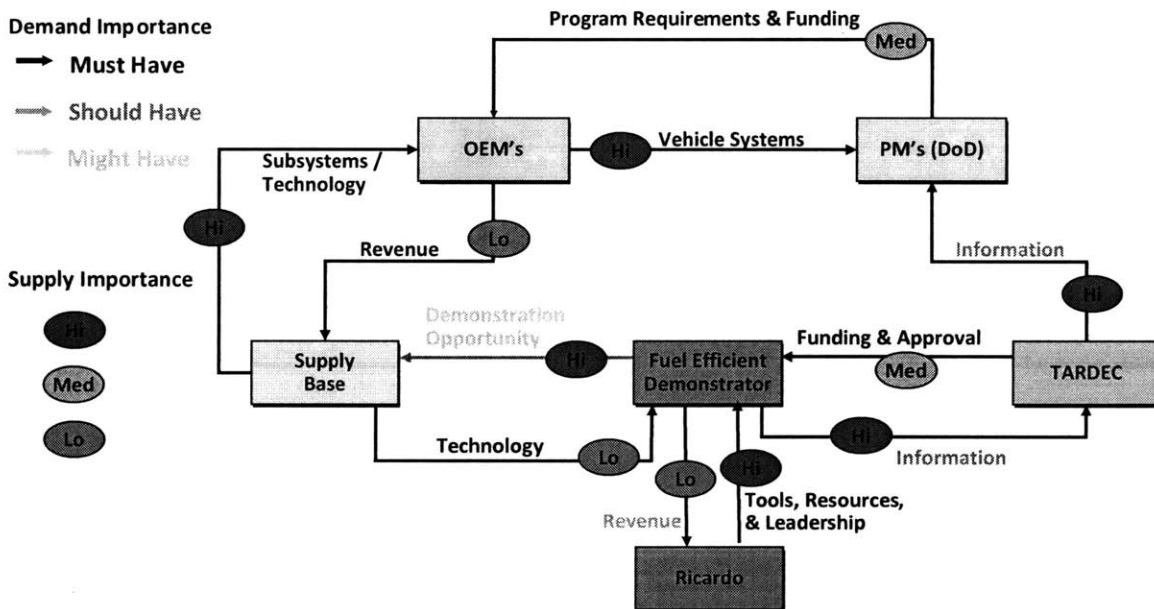 Program Requirements & Funding
Demand Importance
Must Have
Should Have
Might Have
Med
OEM's
Hi
Vehicle Systems
PM's (DoD)
Subsystems /
Technology
Hi
Lo
Revenue
Information
Supply Importance
Hi
Med
Lo
Hi
Demonstration
Opportunity
Hi
Funding & Approval
Med
Supply
Base
Fuel Efficient
Demonstrator
TARDEC
Technology
Lo
Hi
Information
Lo
Hi
Tools, Resources,
& Leadership
Revenue
Ricardo